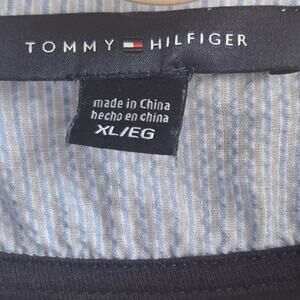 TOMMY HILFIGER
made in China
hecho en china
XL/EG